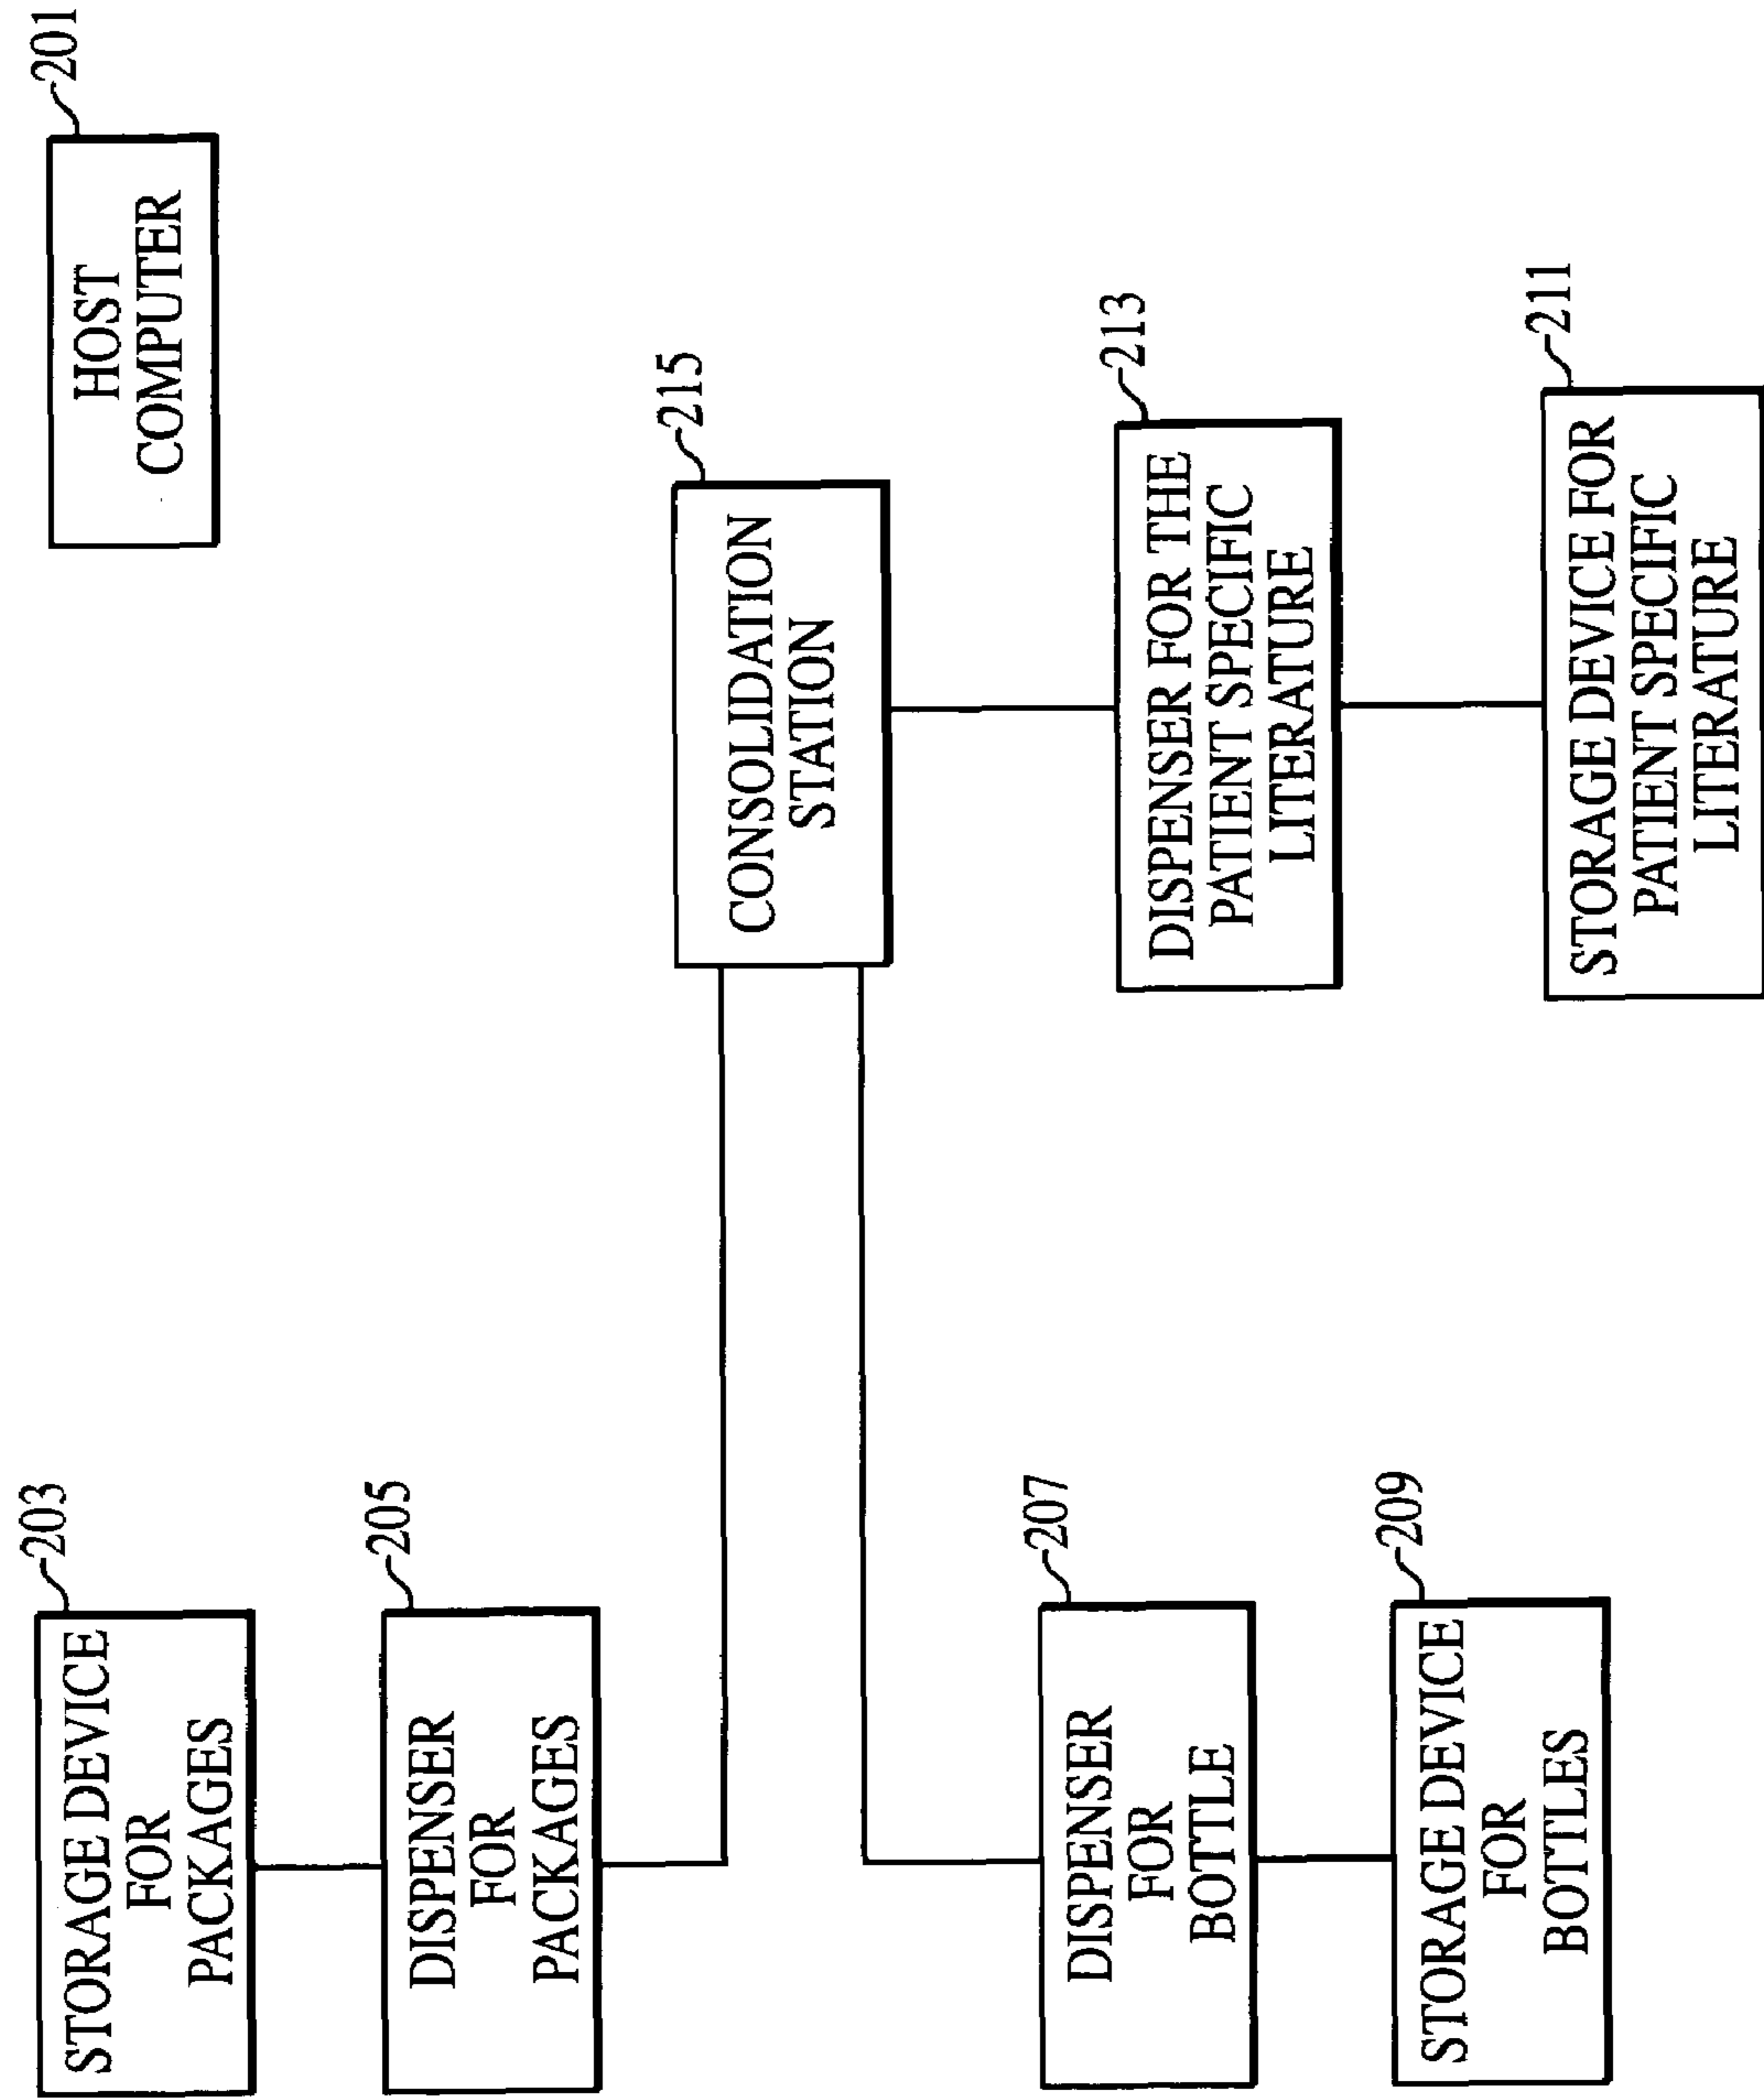 201
HOST
COMPUTER
203
STORAGE DEVICE
FOR
PACKAGES
205
DISPENSER
FOR
PACKAGES
215
CONSOLIDATION
STATION
207
DISPENSER
FOR
BOTTLE
209
STORAGE DEVICE
FOR
BOTTLES
213
DISPENSER FOR THE
PATIENT SPECIFIC
LITERATURE
211
STORAGE DEVICE FOR
PATIENT SPECIFIC
LITERATURE